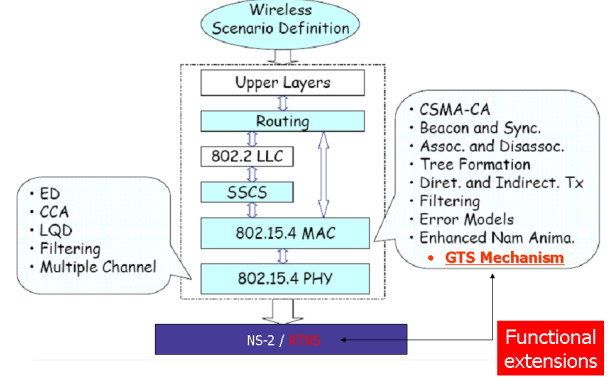 Wireless
Scenario Definition
Upper Layers
Routing
802.2 LLC
SSCS
802.15.4 MAC
802.15.4 PHY
• ED
• CCA
• LQD
• Filtering
• Multiple Channel
• CSMA-CA
• Beacon and Sync.
• Assoc. and Disassoc.
• Tree Formation
• Diret. and Indirect. Tx
• Filtering
• Error Models
• Enhanced Nam Anima.
• GTS Mechanism
NS-2 / RTNS
Functional
extensions